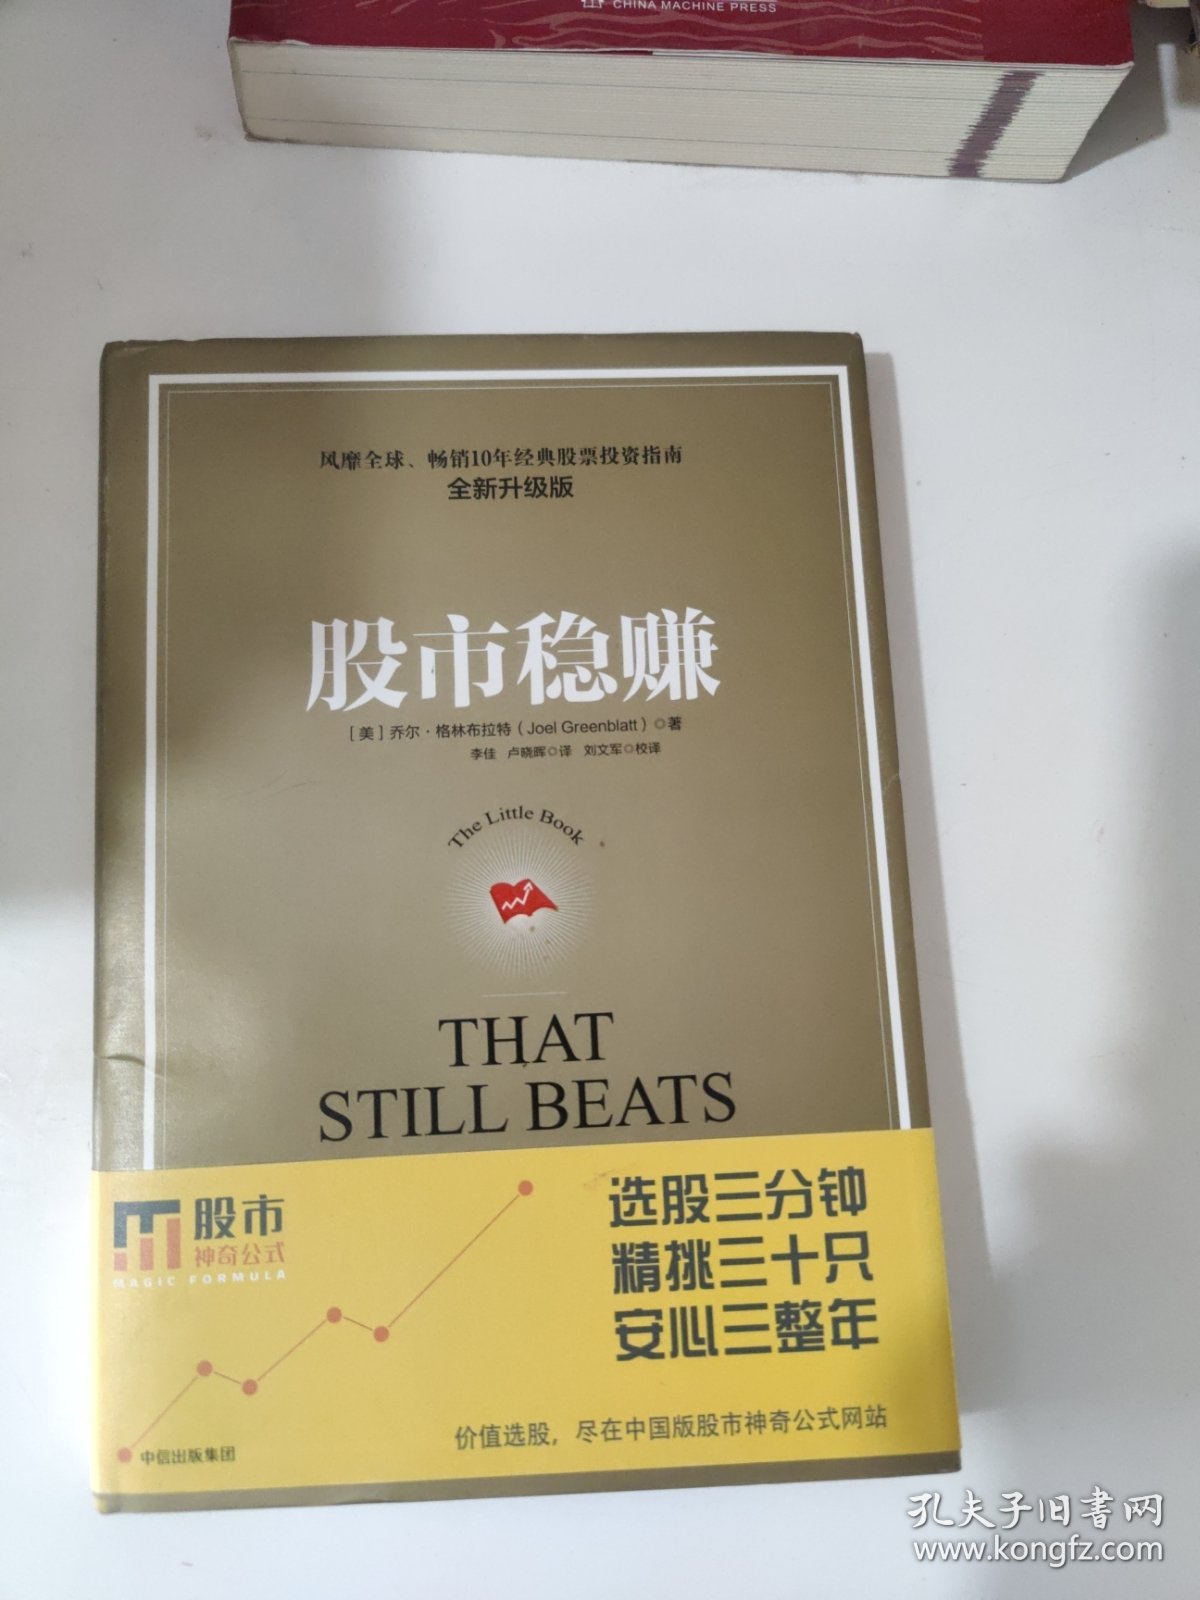 CHINA MACHINE PRESS
风靡全球、畅销10年经典股票投资指南
全新升级版
股市稳赚
［美］乔尔·格林布拉特（Joel Greenblatt）◎著
李佳 卢晓晖◎译 刘文军◎校译
The Little Book
THAT
STILL BEATS
股市
神奇公式
MAGIC FORMULA
选股三分钟
精挑三十只
安心三整年
价值选股，尽在中国版股市神奇公式网站
中信出版集团
孔夫子旧书网
www.kongfz.com